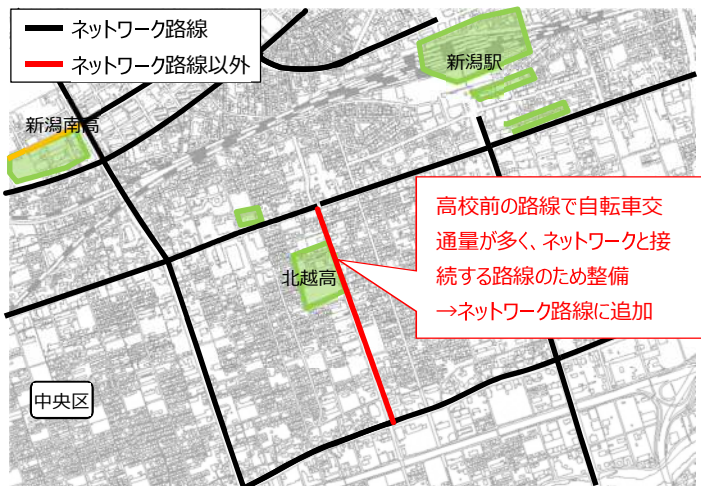 ネットワーク路線
ネットワーク路線以外
新潟駅
新潟南高
高校前の路線で自転車交
通量が多く、ネットワークと接
続する路線のため整備
→ネットワーク路線に追加
北越高
中央区